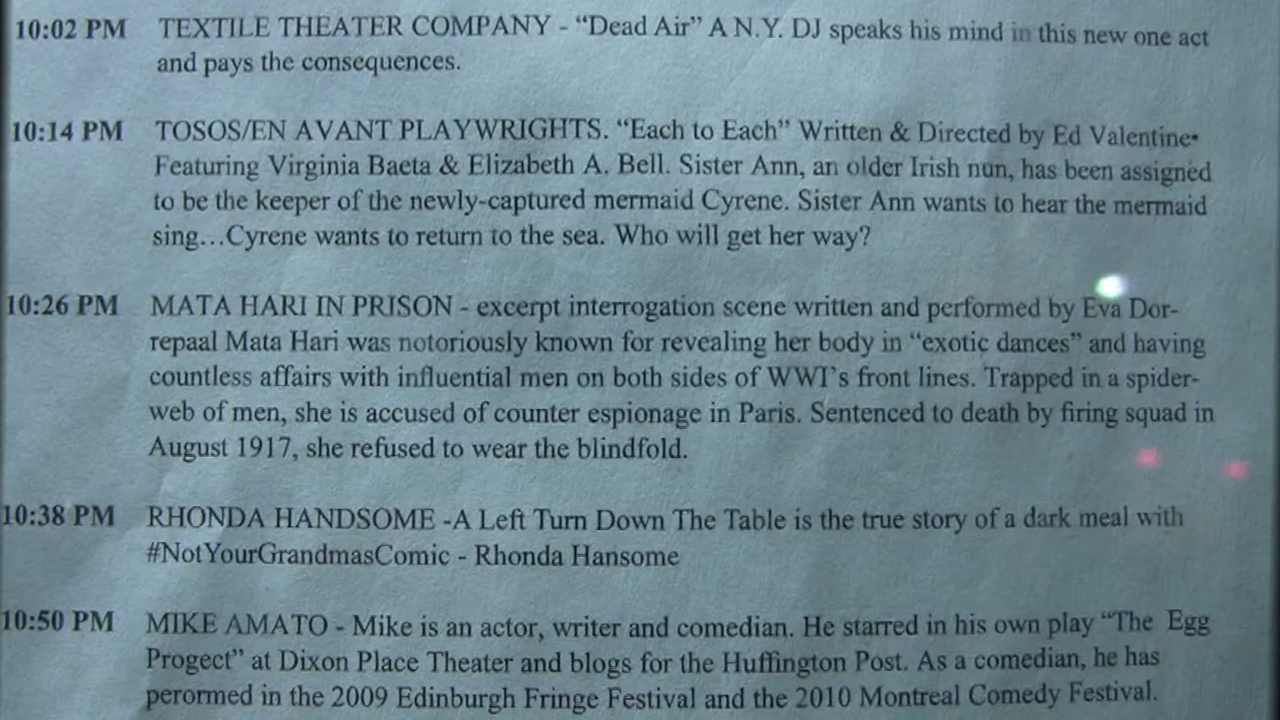 10:02 PM TEXTILE THEATER COMPANY - “Dead Air” A N.Y. DJ speaks his mind in this new one act
and pays the consequences.
10:14 PM TOSOS/EN AVANT PLAYWRIGHTS. “Each to Each” Written & Directed by Ed Valentine•
Featuring Virginia Baeta & Elizabeth A. Bell. Sister Ann, an older Irish nun, has been assigned
to be the keeper of the newly-captured mermaid Cyrene. Sister Ann wants to hear the mermaid
sing…Cyrene wants to return to the sea. Who will get her way?
10:26 PM MATA HARI IN PRISON - excerpt interrogation scene written and performed by Eva Dor-
repaal Mata Hari was notoriously known for revealing her body in “exotic dances” and having
countless affairs with influential men on both sides of WWI’s front lines. Trapped in a spider-
web of men, she is accused of counter espionage in Paris. Sentenced to death by firing squad in
August 1917, she refused to wear the blindfold.
10:38 PM RHONDA HANDSOME -A Left Turn Down The Table is the true story of a dark meal with
#NotYourGrandmasComic - Rhonda Hansome
10:50 PM MIKE AMATO - Mike is an actor, writer and comedian. He starred in his own play “The Egg
Progect” at Dixon Place Theater and blogs for the Huffington Post. As a comedian, he has
perormed in the 2009 Edinburgh Fringe Festival and the 2010 Montreal Comedy Festival.